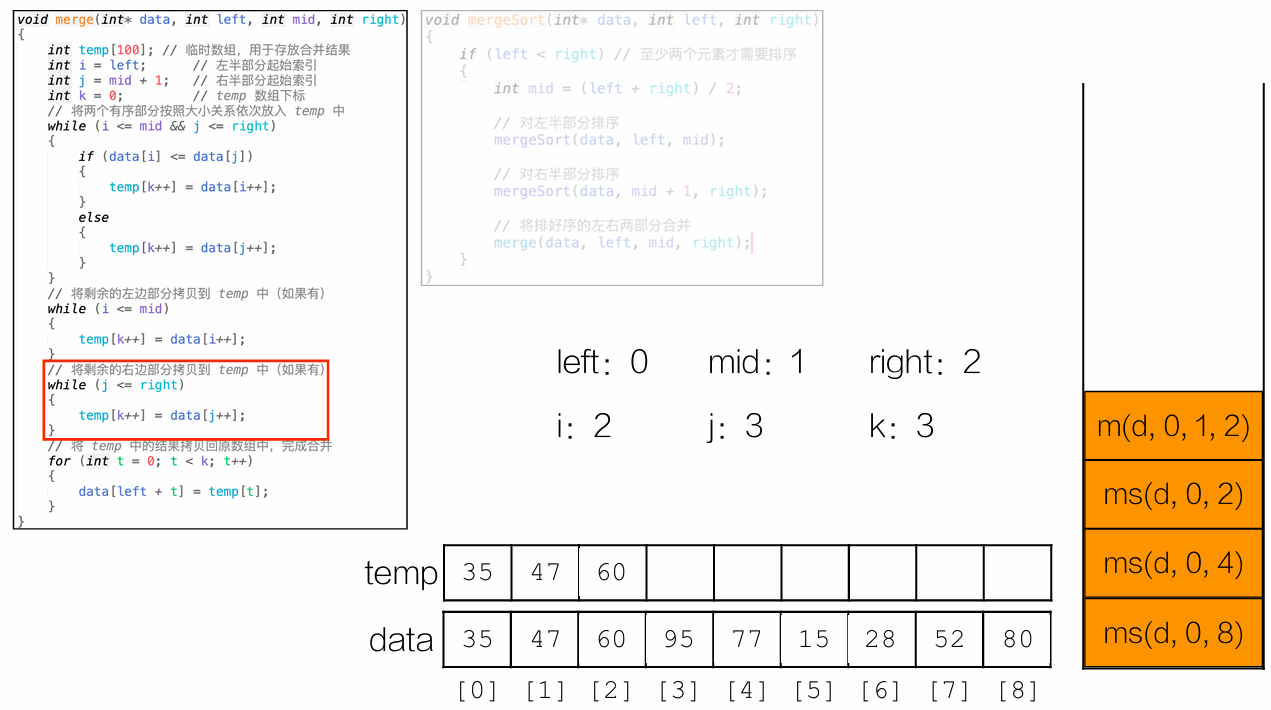 void merge(int* data, int left, int mid, int right)
{
    int temp[100]; // 临时数组，用于存放合并结果
    int i = left;      // 左半部分起始索引
    int j = mid + 1;   // 右半部分起始索引
    int k = 0;         // temp 数组下标
    // 将两个有序部分按照大小关系依次放入 temp 中
    while (i <= mid && j <= right)
    {
        if (data[i] <= data[j])
        {
            temp[k++] = data[i++];
        }
        else
        {
            temp[k++] = data[j++];
        }
    }
    // 将剩余的左边部分拷贝到 temp 中（如果有）
    while (i <= mid)
    {
        temp[k++] = data[i++];
    }
    // 将剩余的右边部分拷贝到 temp 中（如果有）
    while (j <= right)
    {
        temp[k++] = data[j++];
    }
    // 将 temp 中的结果拷贝回原数组中，完成合并
    for (int t = 0; t < k; t++)
    {
        data[left + t] = temp[t];
    }
}
void mergeSort(int* data, int left, int right)
{
    if (left < right) // 至少两个元素才需要排序
    {
        int mid = (left + right) / 2;
        // 对左半部分排序
        mergeSort(data, left, mid);
        // 对右半部分排序
        mergeSort(data, mid + 1, right);
        // 将排好序的左右两部分合并
        merge(data, left, mid, right);
    }
}
left: 0 mid: 1 right: 2
i: 2 j: 3 k: 3
m(d, 0, 1, 2)
ms(d, 0, 2)
ms(d, 0, 4)
ms(d, 0, 8)
temp 35 47 60
data 35 47 60 95 77 15 28 52 80
[0] [1] [2] [3] [4] [5] [6] [7] [8]